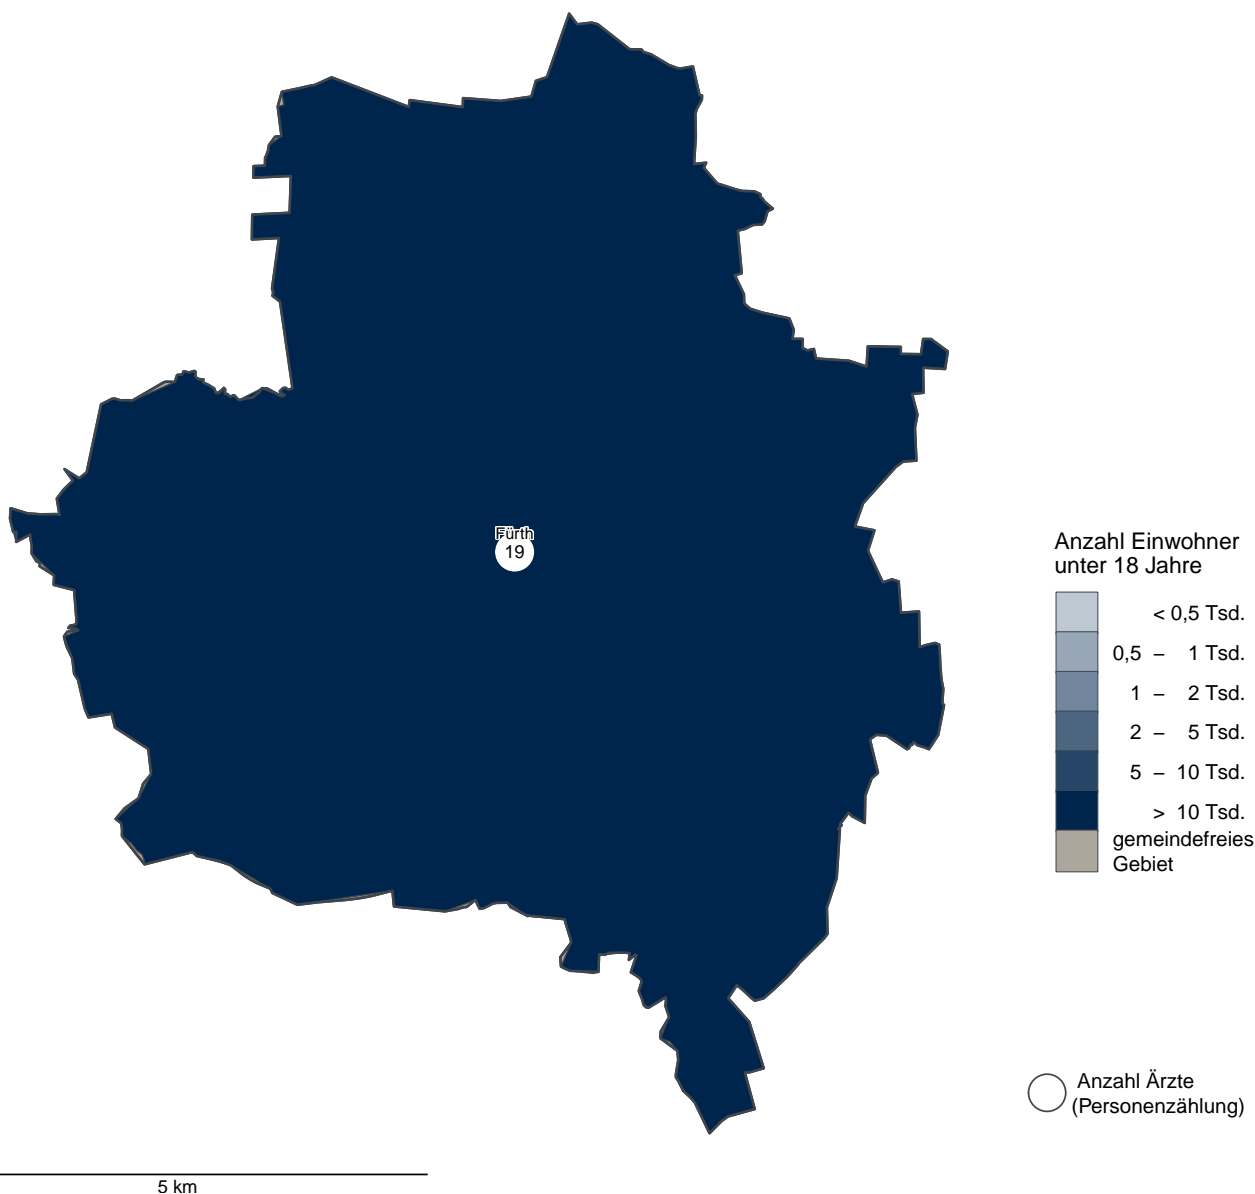 Fürth
19
Anzahl Einwohner
unter 18 Jahre
< 0,5 Tsd.
0,5 – 1 Tsd.
1 – 2 Tsd.
2 – 5 Tsd.
5 – 10 Tsd.
> 10 Tsd.
gemeindefreies
Gebiet
Anzahl Ärzte
(Personenzählung)
5 km